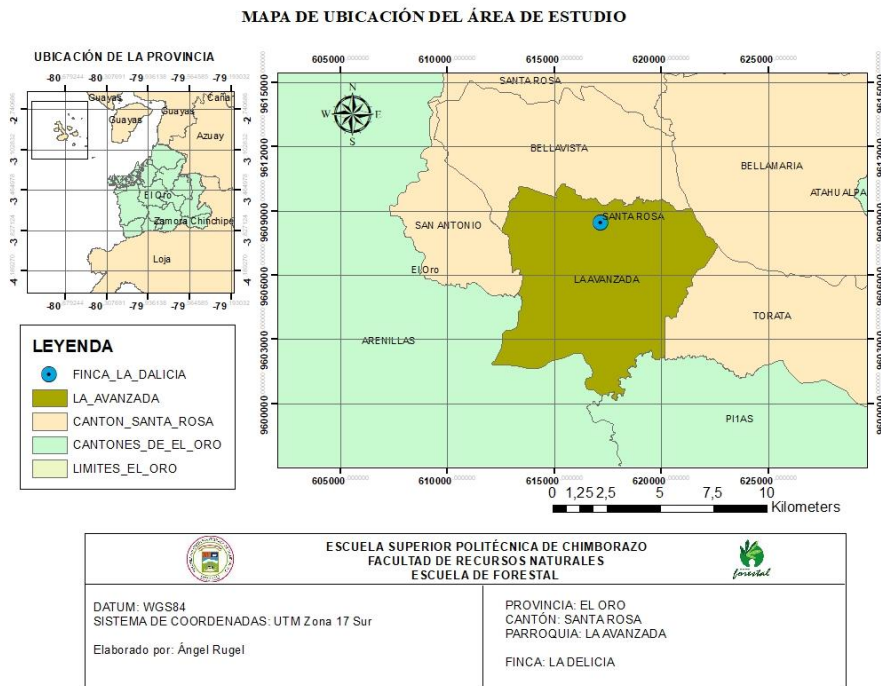 MAPA DE UBICACIÓN DEL ÁREA DE ESTUDIO
UBICACIÓN DE LA PROVINCIA
-80 -80 -79 -79 -79
Guayas Guayas Guayas Cañar
Azuay
El Oro
Zamora Chinchipe
Loja
-2
-3
-3
-3
-4
-80 -80 -79 -79 -79
605000 610000 615000 620000 625000
9615000
9612000
9609000
9606000
9603000
9600000
N
W E
S
SANTA ROSA
BELLAVISTA
BELLAMARIA
ATAHUALPA
SANTA ROSA
SAN ANTONIO
El Oro
LA AVANZADA
TORATA
ARENILLAS
PI1AS
605000 610000 615000 620000 625000
0 1,25 2,5 5 7,5 10
Kilometers
LEYENDA
FINCA_LA_DALICIA
LA_AVANZADA
CANTON_SANTA_ROSA
CANTONES_DE_EL_ORO
LIMITES_EL_ORO
ESCUELA SUPERIOR POLITÉCNICA DE CHIMBORAZO
FACULTAD DE RECURSOS NATURALES
ESCUELA DE FORESTAL
forestal
DATUM: WGS84
SISTEMA DE COORDENADAS: UTM Zona 17 Sur
Elaborado por: Ángel Rugel
PROVINCIA: EL ORO
CANTÓN: SANTA ROSA
PARROQUIA: LA AVANZADA
FINCA: LA DELICIA